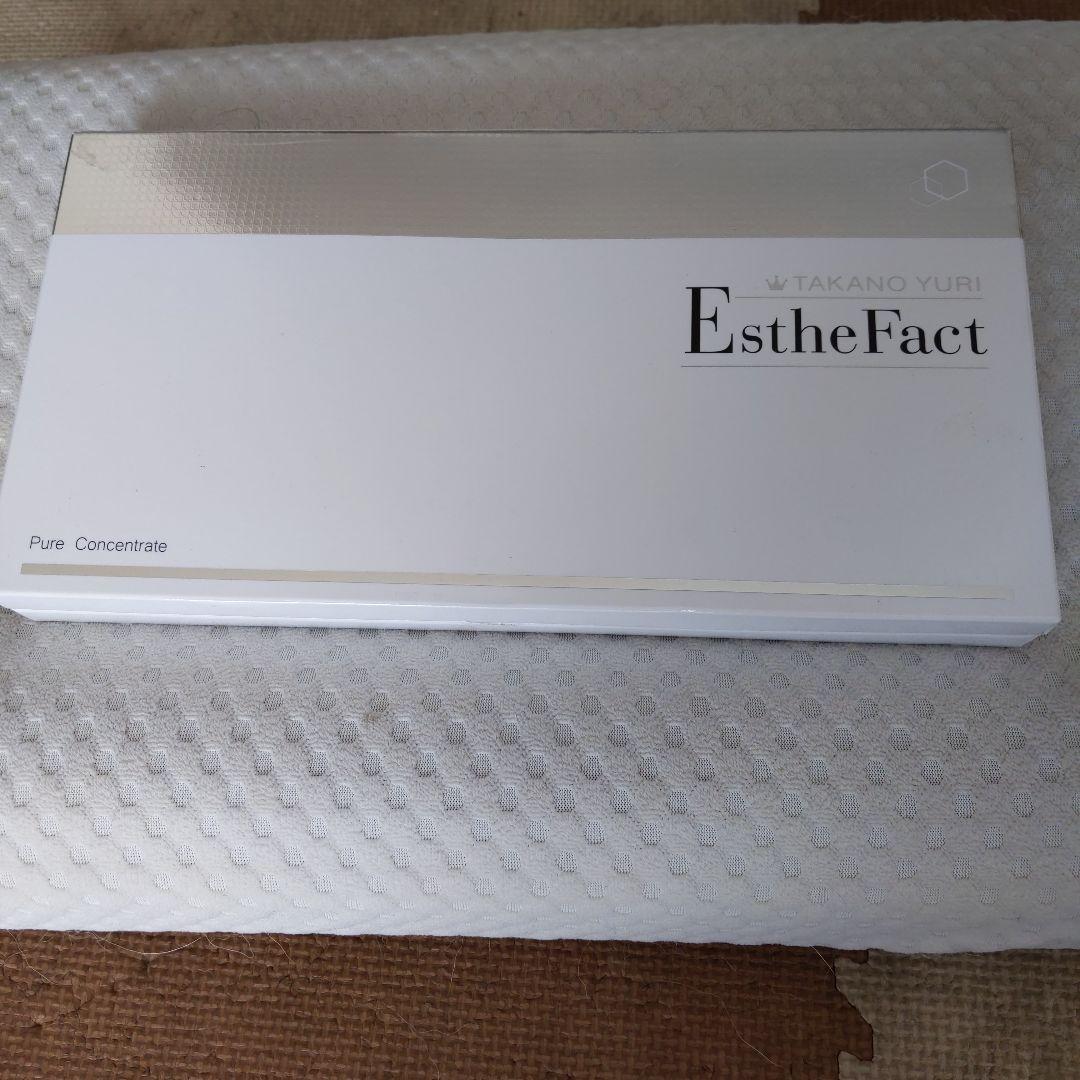 TAKANO YURI
EstheFact
Pure Concentrate